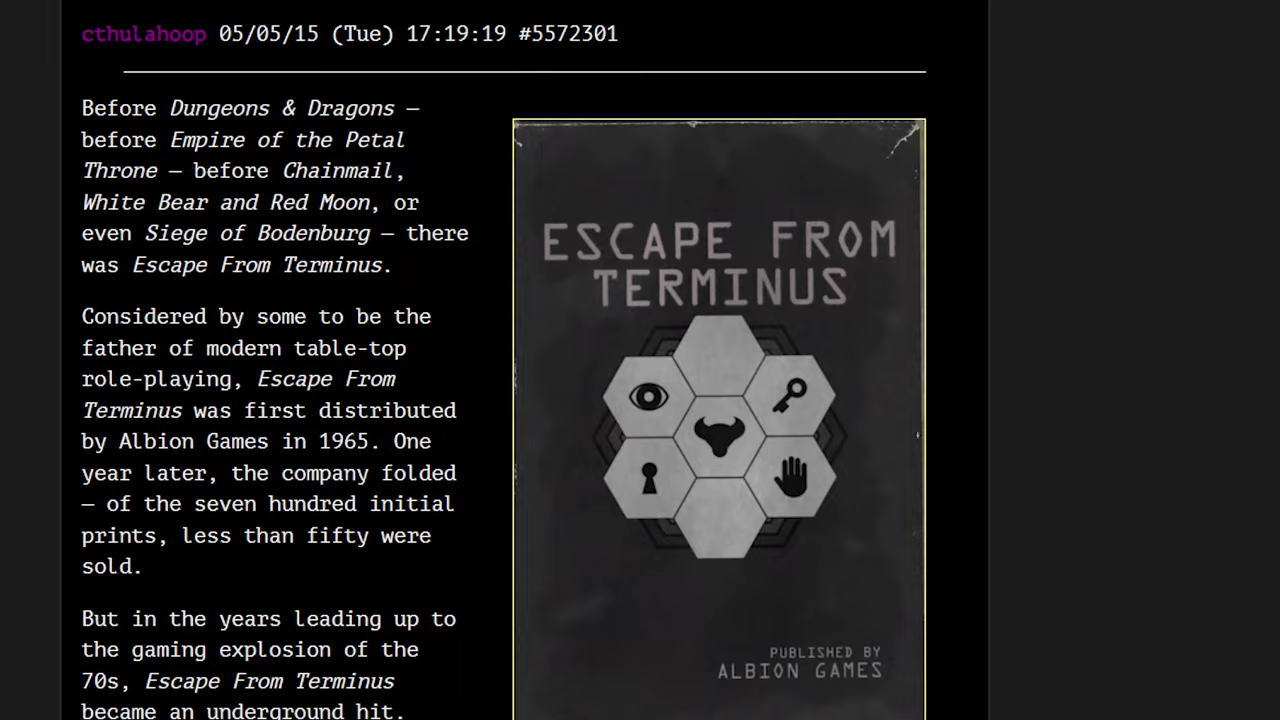 cthulahoop 05/05/15 (Tue) 17:19:19 #5572301
Before Dungeons & Dragons —
before Empire of the Petal
Throne — before Chainmail,
White Bear and Red Moon, or
even Siege of Bodenburg — there
was Escape From Terminus.
Considered by some to be the
father of modern table-top
role-playing, Escape From
Terminus was first distributed
by Albion Games in 1965. One
year later, the company folded
— of the seven hundred initial
prints, less than fifty were
sold.
But in the years leading up to
the gaming explosion of the
70s, Escape From Terminus
became an underground hit.
ESCAPE FROM
TERMINUS
PUBLISHED BY
ALBION GAMES